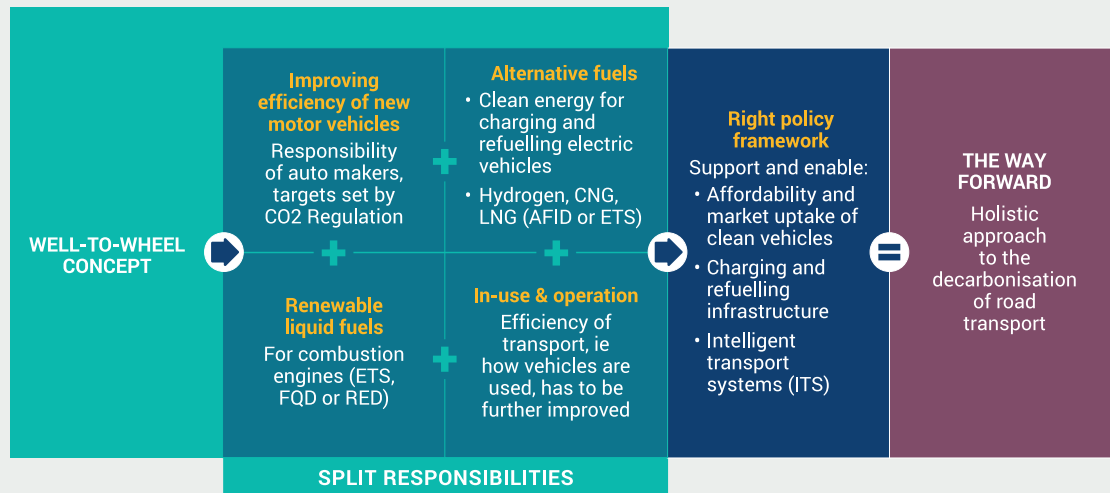 WELL-TO-WHEEL
CONCEPT
Improving
efficiency of new
motor vehicles
Responsibility
of auto makers,
targets set by
CO2 Regulation
Alternative fuels
• Clean energy for
charging and
refuelling electric
vehicles
• Hydrogen, CNG,
LNG (AFID or ETS)
Renewable
liquid fuels
For combustion
engines (ETS,
FQD or RED)
In-use & operation
Efficiency of
transport, ie
how vehicles are
used, has to be
further improved
SPLIT RESPONSIBILITIES
Right policy
framework
Support and enable:
• Affordability and
market uptake of
clean vehicles
• Charging and
refuelling
infrastructure
• Intelligent
transport
systems (ITS)
THE WAY
FORWARD
Holistic
approach
to the
decarbonisation
of road
transport